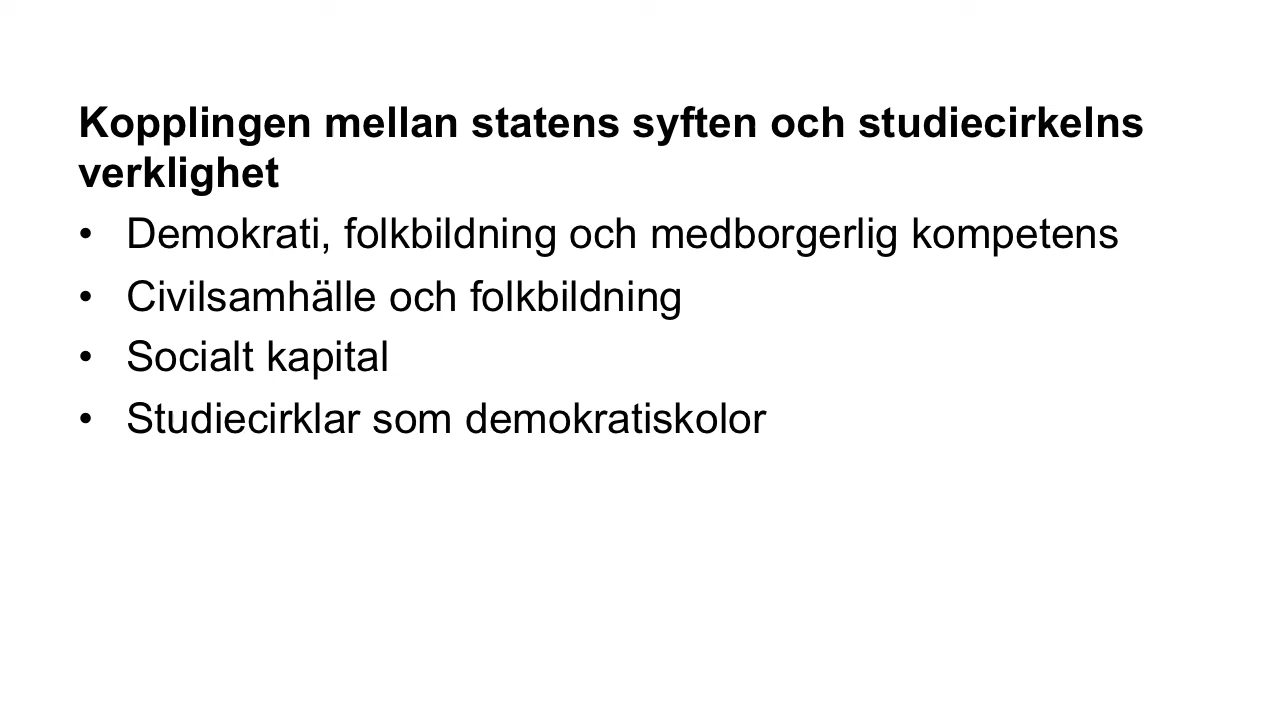 Kopplingen mellan statens syften och studiecirkelns
verklighet
• Demokrati, folkbildning och medborgerlig kompetens
• Civilsamhälle och folkbildning
• Socialt kapital
• Studiecirklar som demokratiskolor